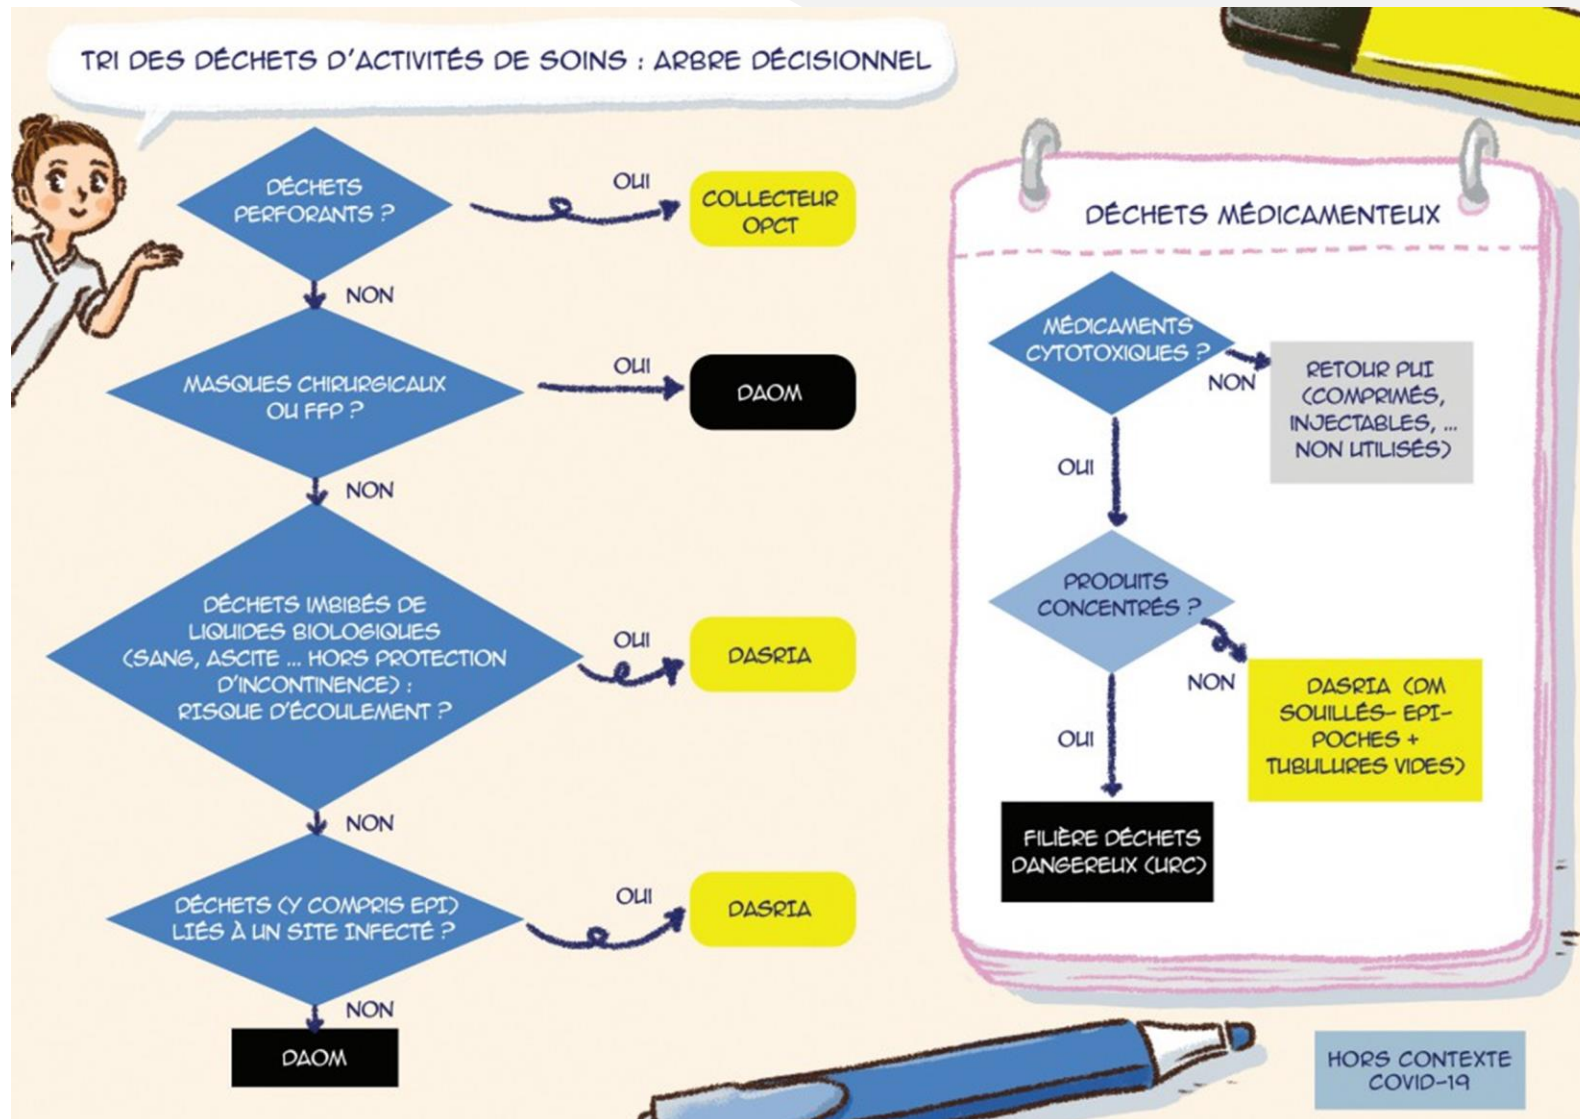 TRI DES DÉCHETS D'ACTIVITÉS DE SOINS : ARBRE DÉCISIONNEL
DÉCHETS
PERFORANTS ?
OUI
COLLECTEUR
OPCT
NON
MASQUES CHIRURGICAUX
OU FFP ?
OUI
DAOM
NON
DÉCHETS IMBIBÉS DE
LIQUIDES BIOLOGIQUES
(SANG, ASCITE ... HORS PROTECTION
D'INCONTINENCE) :
RISQUE D'ÉCOULEMENT ?
OUI
DASRIA
NON
DÉCHETS (Y COMPRIS EPI)
LIÉS À UN SITE INFECTÉ ?
OUI
DASRIA
NON
DAOM
DÉCHETS MÉDICAMENTEUX
MÉDICAMENTS
CYTOTOXIQUES ?
NON
RETOUR PUI
(COMPRIMÉS,
INJECTABLES, ...
NON UTILISÉS)
OUI
PRODUITS
CONCENTRÉS ?
NON
DASRIA (DM
SOUILLÉS- EPI-
POCHES +
TUBULURES VIDES)
OUI
FILIÈRE DÉCHETS
DANGEREUX (URC)
HORS CONTEXTE
COVID-19